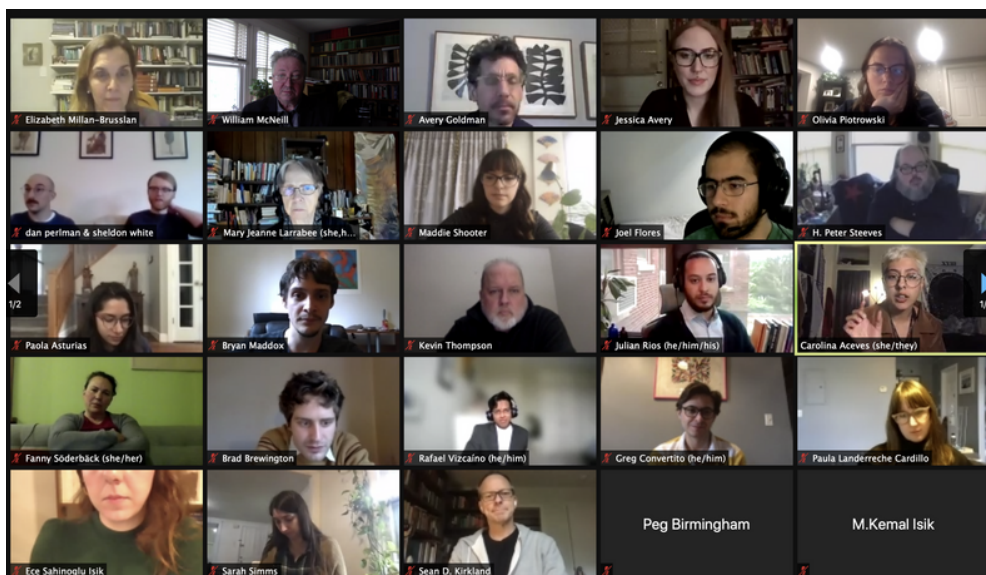 Elizabeth Millan-Brusslan
William McNeill
Avery Goldman
Jessica Avery
Olivia Piotrowski
dan perlman & sheldon white
Mary Jeanne Larrabee (she,h...
Maddie Shooter
Joel Flores
H. Peter Steeves
1/2
Paola Asturias
Bryan Maddox
Kevin Thompson
Julian Rios (he/him/his)
Carolina Aceves (she/they)
Fanny Söderbäck (she/her)
Brad Brewington
Rafael Vizcaíno (he/him)
Greg Convertito (he/him)
Paula Landerreche Cardillo
Ece Sahinoglu Isik
Sarah Simms
Sean D. Kirkland
Peg Birmingham
M.Kemal Isik